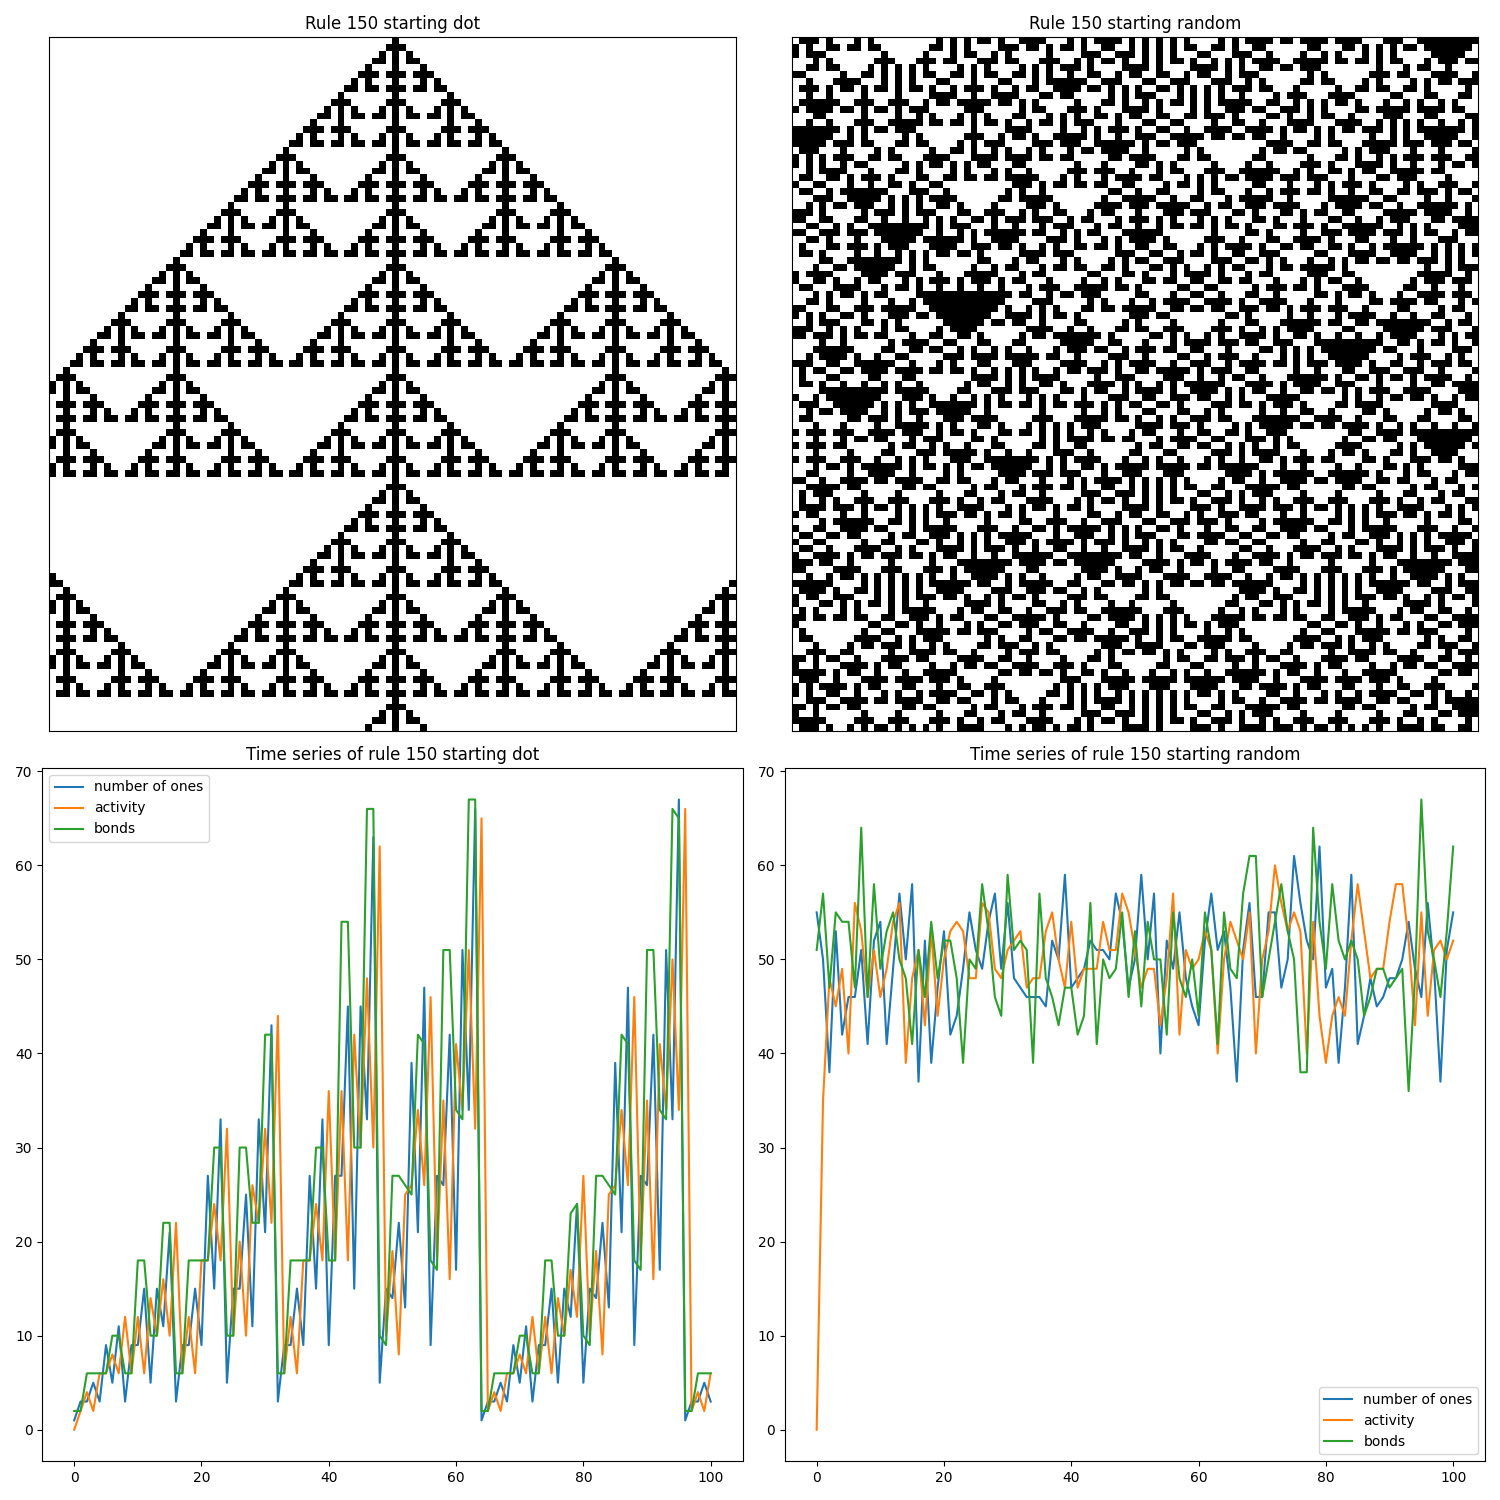 Rule 150 starting dot
Rule 150 starting random
Time series of rule 150 starting dot
70
60
50
40
30
20
10
0
number of ones
activity
bonds
0 20 40 60 80 100
Time series of rule 150 starting random
70
60
50
40
30
20
10
0
number of ones
activity
bonds
0 20 40 60 80 100